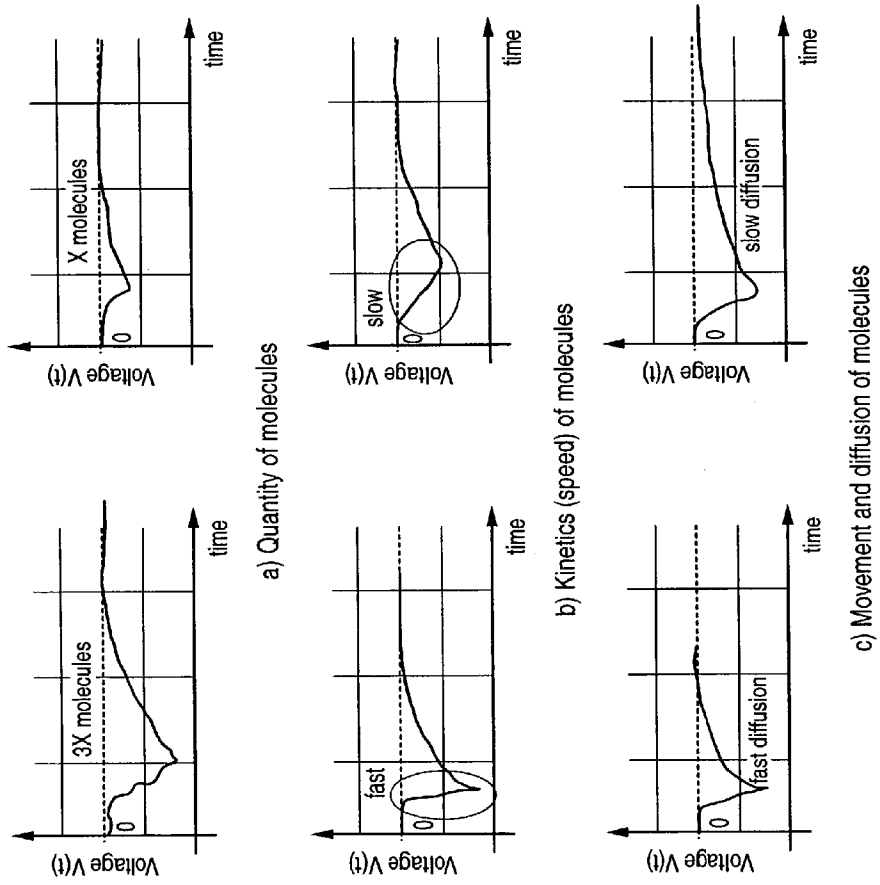 Voltage V(t)
3X molecules
0
time
Voltage V(t)
X molecules
0
time
a) Quantity of molecules
Voltage V(t)
fast
0
time
Voltage V(t)
slow
0
time
b) Kinetics (speed) of molecules
Voltage V(t)
0
fast diffusion
time
Voltage V(t)
0
slow diffusion
time
c) Movement and diffusion of molecules